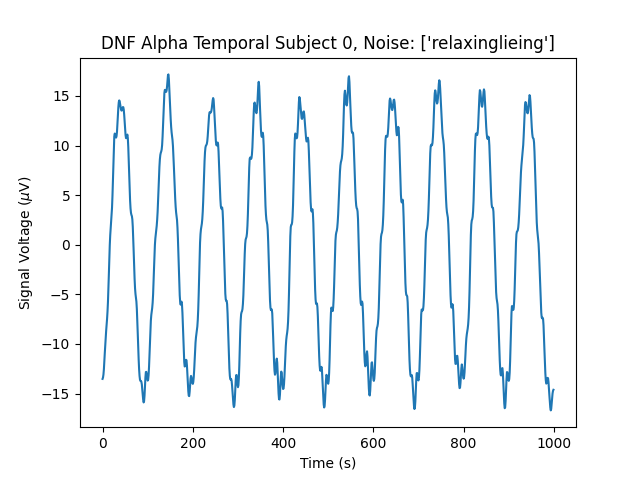 DNF Alpha Temporal Subject 0, Noise: ['relaxinglieing']
Signal Voltage (μV)
15
10
5
0
−5
−10
−15
0 200 400 600 800 1000
Time (s)